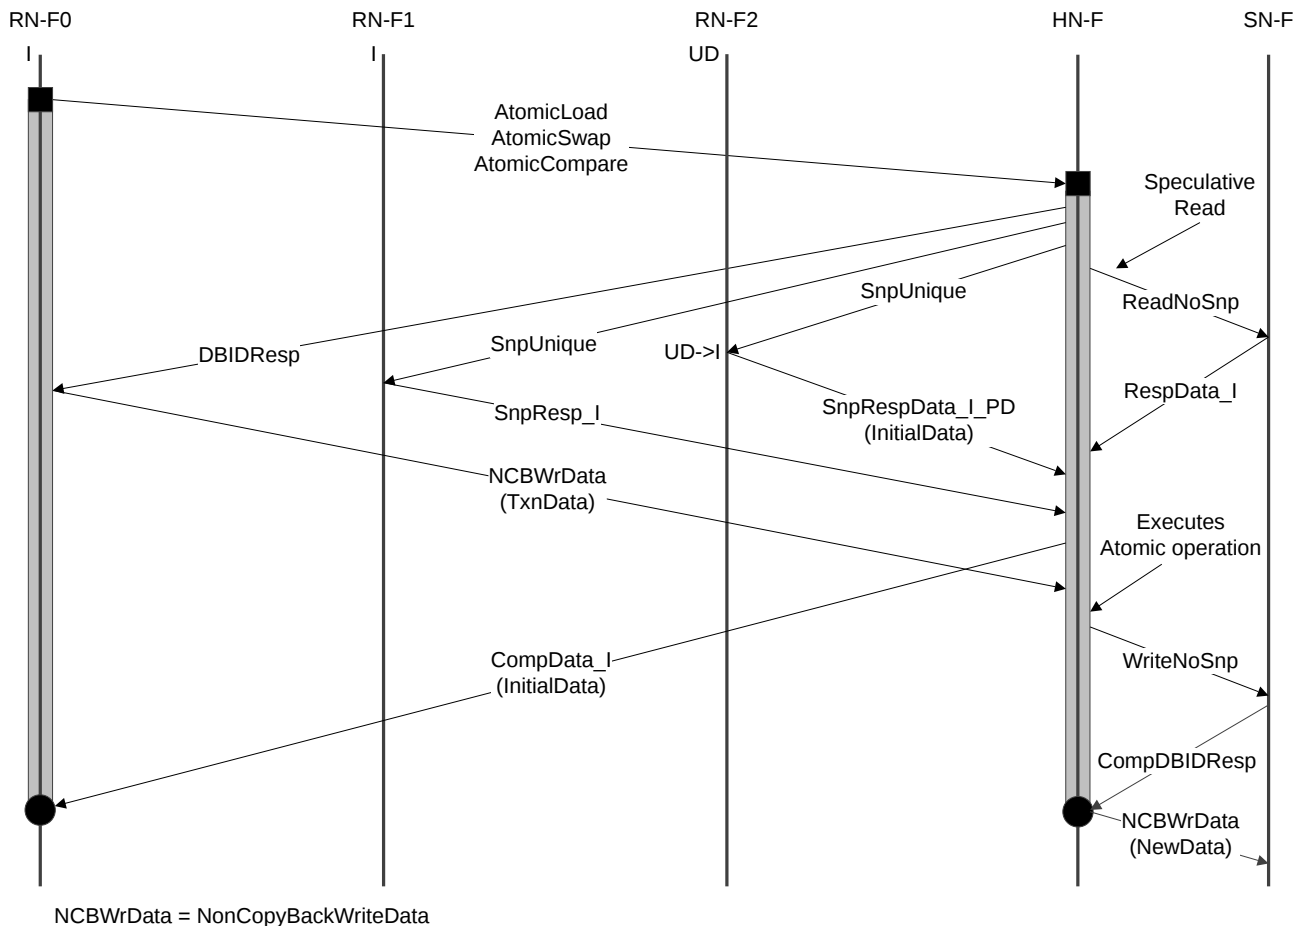 RN-F0
RN-F1
RN-F2
HN-F
SN-F
I
I
UD
AtomicLoad
AtomicSwap
AtomicCompare
Speculative
Read
SnpUnique
ReadNoSnp
SnpUnique
UD->I
DBIDResp
RespData_I
SnpResp_I
SnpRespData_I_PD
(InitialData)
NCBWrData
(TxnData)
Executes
Atomic operation
CompData_I
(InitialData)
WriteNoSnp
CompDBIDResp
NCBWrData
(NewData)
NCBWrData = NonCopyBackWriteData